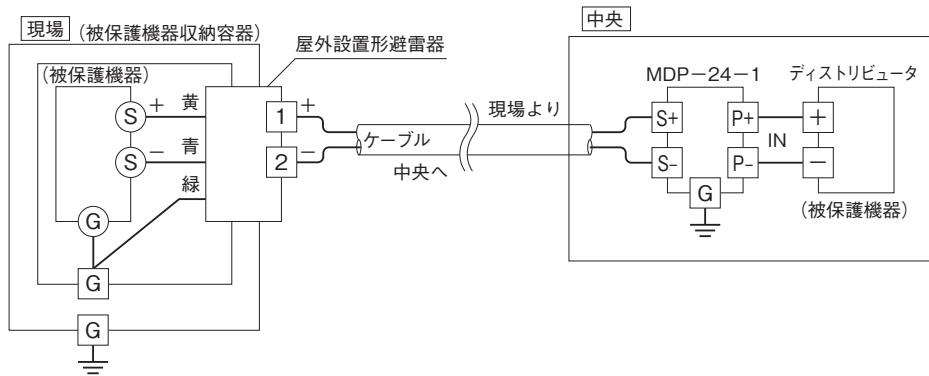 現場 (被保護機器収納容器)
屋外設置形避雷器
(被保護機器)
S + 黄
S − 青
緑
G
G
G
1 +
2 −
ケーブル
現場より
中央へ
中央
MDP−24−1
ディストリビュータ
S+ P+ +
IN
S- P- −
G
(被保護機器)